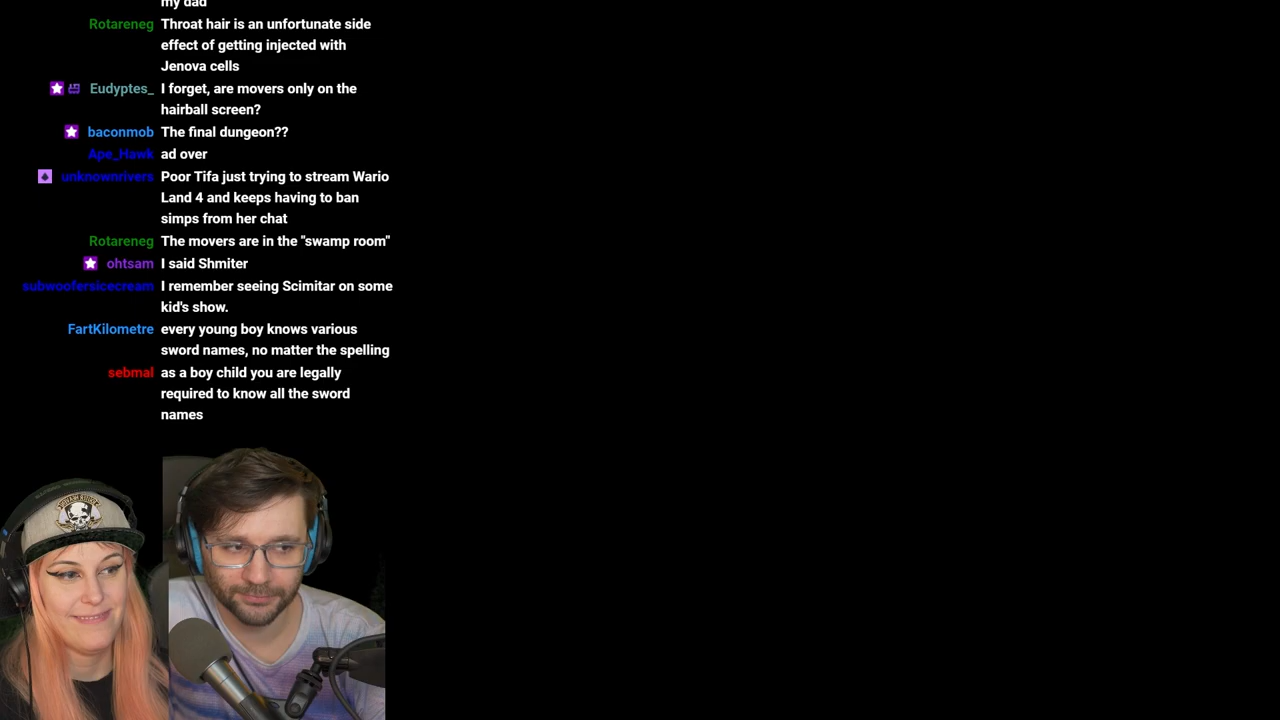 my dad
Rotareneg Throat hair is an unfortunate side
effect of getting injected with
Jenova cells
Eudyptes_ I forget, are movers only on the
hairball screen?
baconmob The final dungeon??
Ape_Hawk ad over
unknownrivers Poor Tifa just trying to stream Wario
Land 4 and keeps having to ban
simps from her chat
Rotareneg The movers are in the "swamp room"
ohtsam I said Shmiter
subwoofersicecream I remember seeing Scimitar on some
kid's show.
FartKilometre every young boy knows various
sword names, no matter the spelling
sebmal as a boy child you are legally
required to know all the sword
names